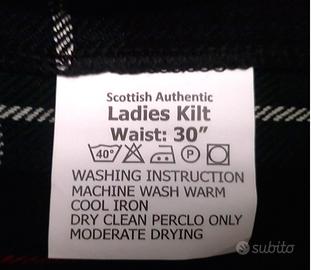 Scottish Authentic
Ladies Kilt
Waist: 30”
40° P
WASHING INSTRUCTION
MACHINE WASH WARM
COOL IRON
DRY CLEAN PERCLO ONLY
MODERATE DRYING
subito